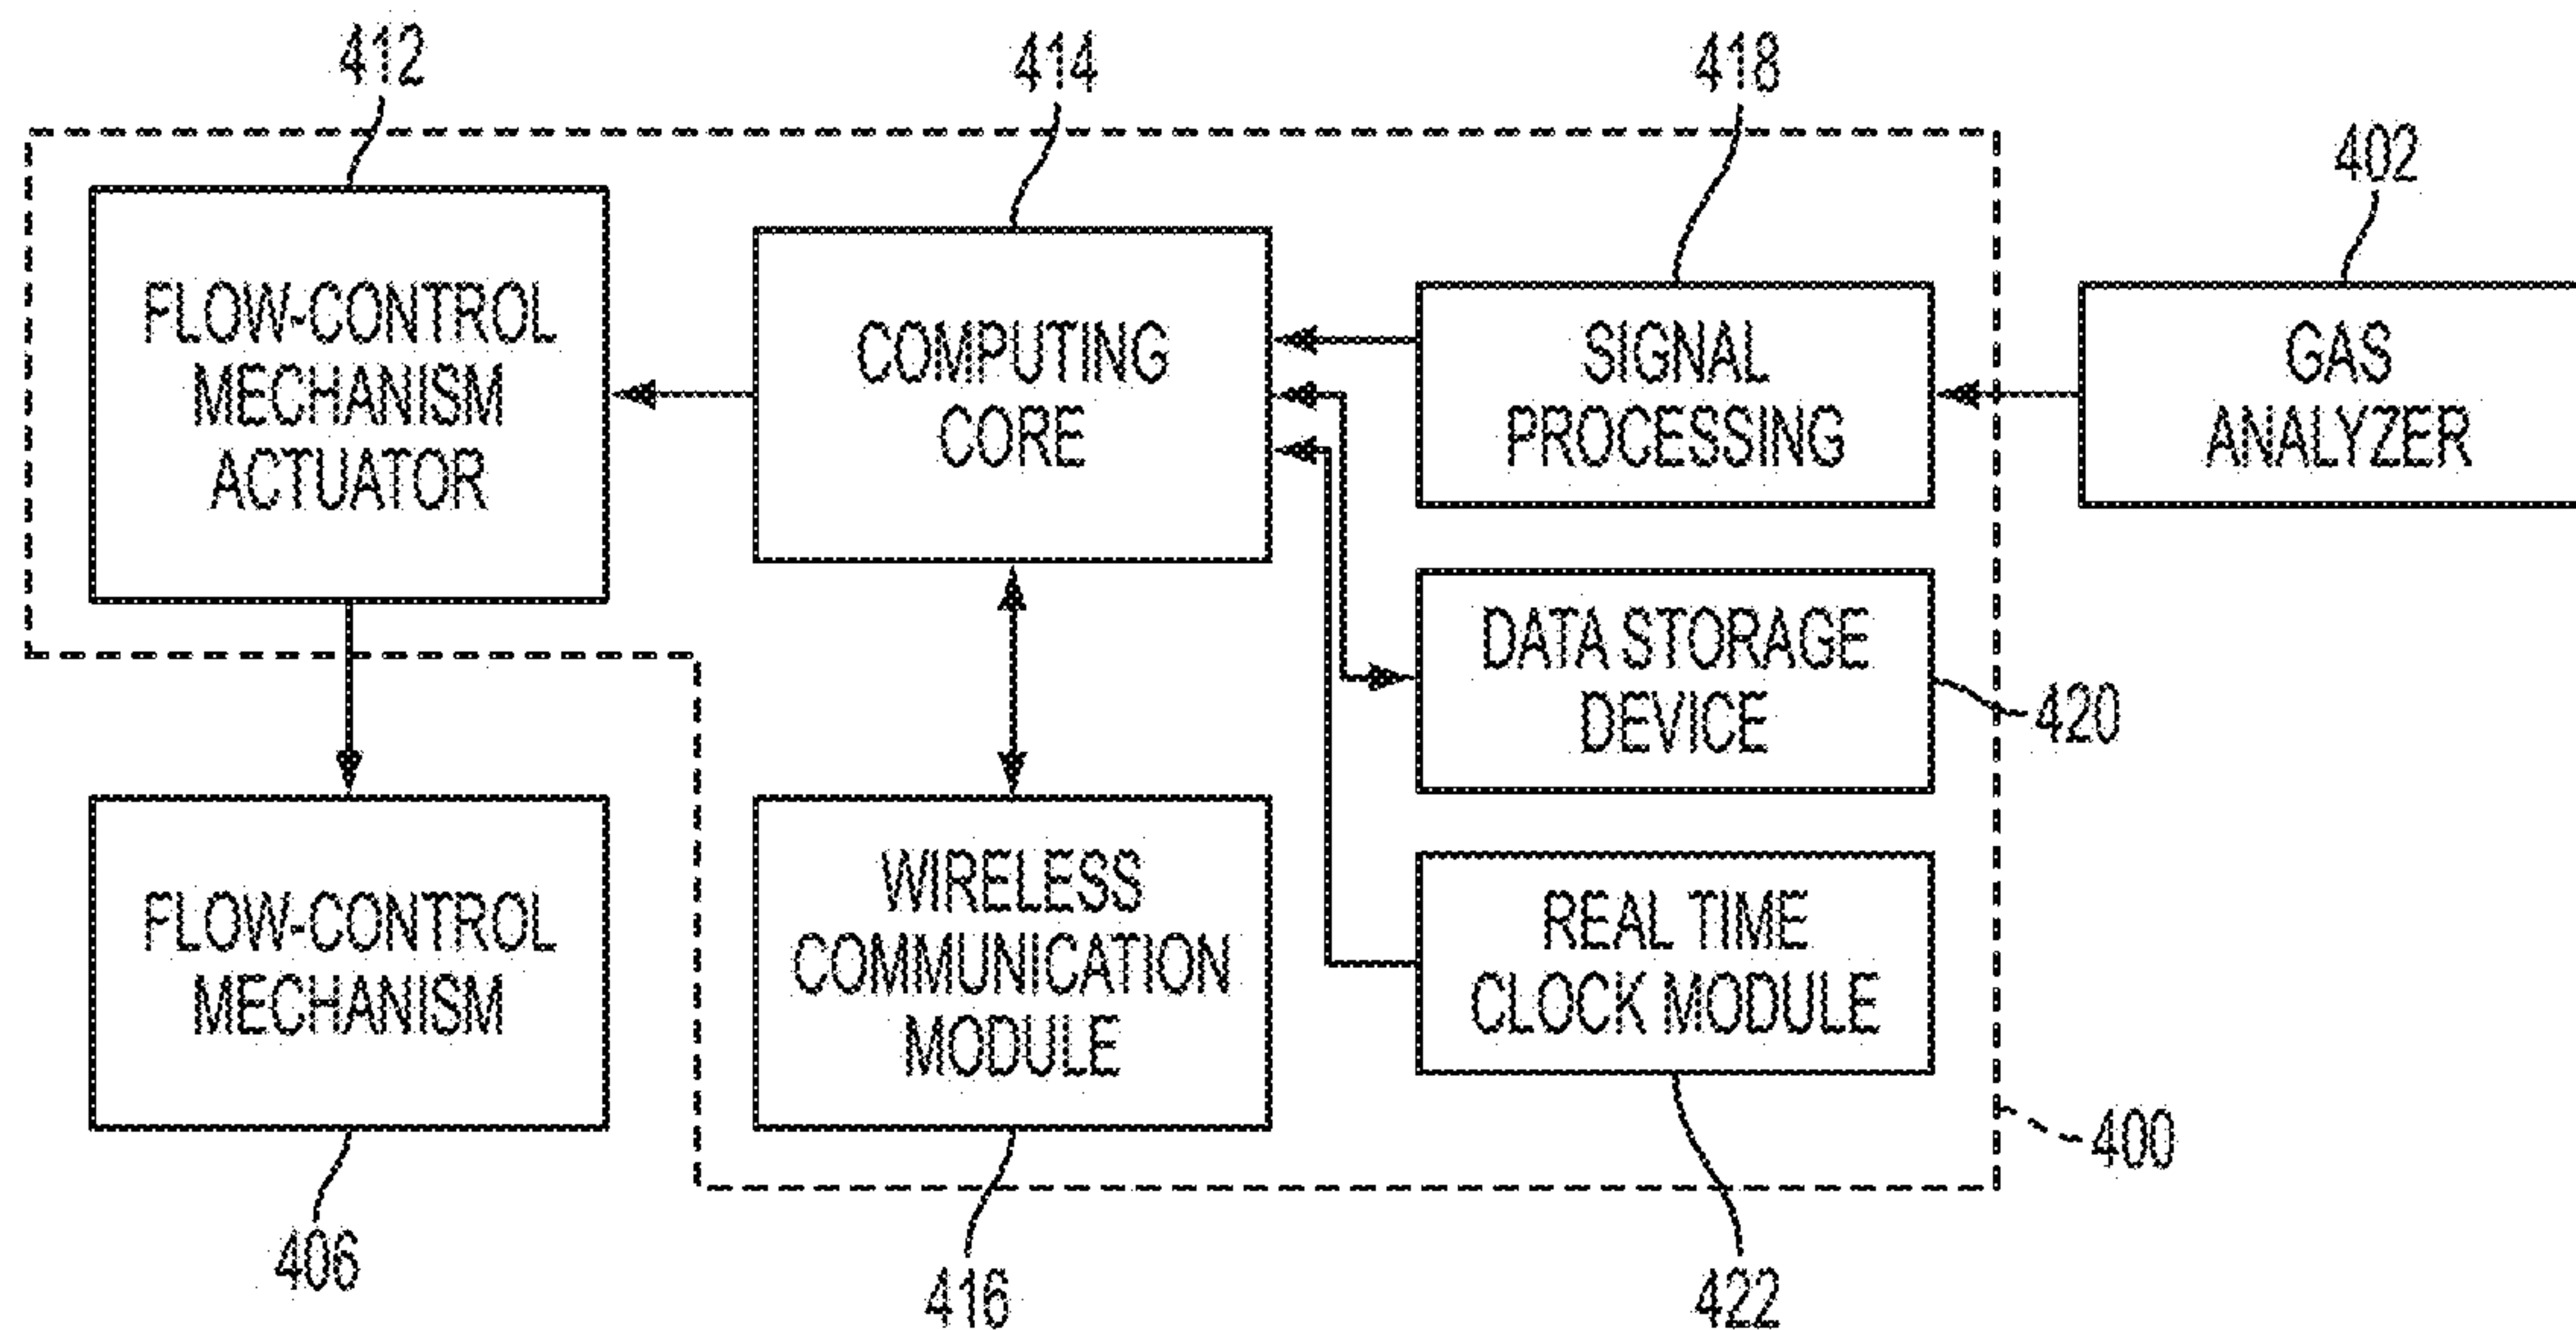 412
414
418
402
FLOW-CONTROL
MECHANISM
ACTUATOR
COMPUTING
CORE
SIGNAL
PROCESSING
GAS
ANALYZER
DATA STORAGE
DEVICE
420
FLOW-CONTROL
MECHANISM
WIRELESS
COMMUNICATION
MODULE
REAL TIME
CLOCK MODULE
400
406
416
422